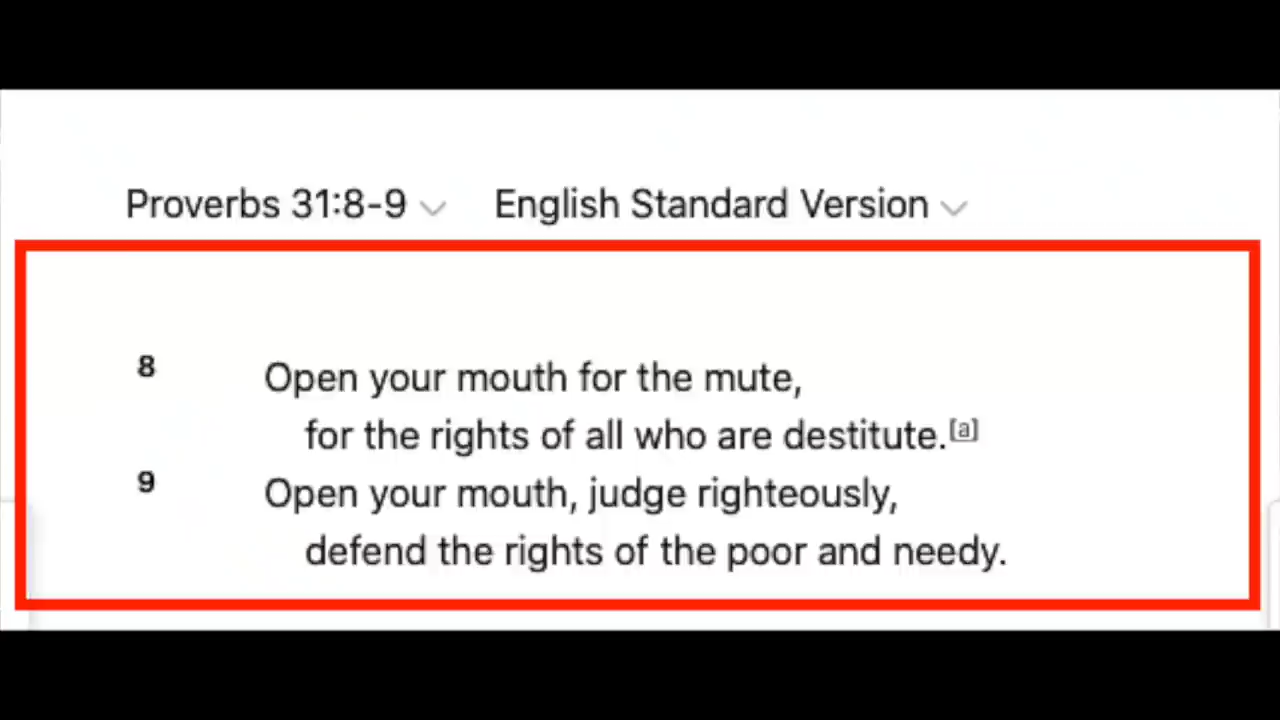 Proverbs 31:8-9 English Standard Version
8 Open your mouth for the mute,
for the rights of all who are destitute.[a]
9 Open your mouth, judge righteously,
defend the rights of the poor and needy.